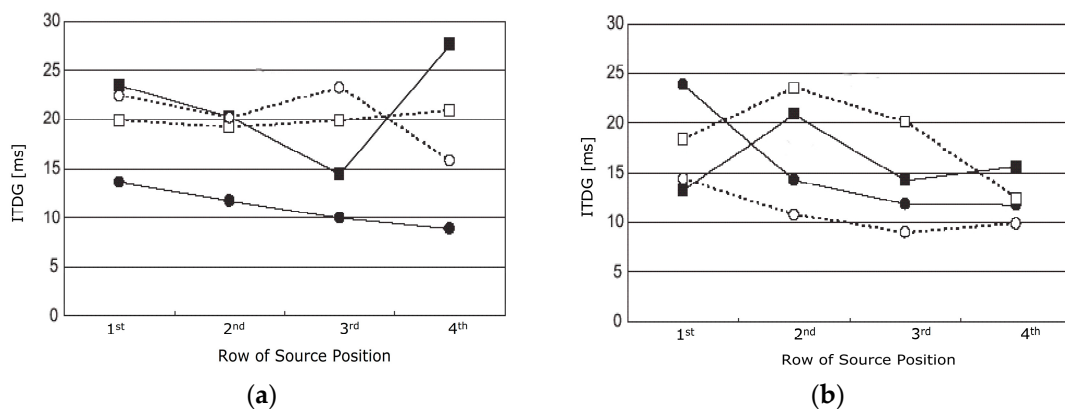 30
25
20
15
10
5
0
ITDG [ms]
1st
2nd
3rd
4th
Row of Source Position
(a)
30
25
20
15
10
5
0
ITDG [ms]
1st
2nd
3rd
4th
Row of Source Position
(b)